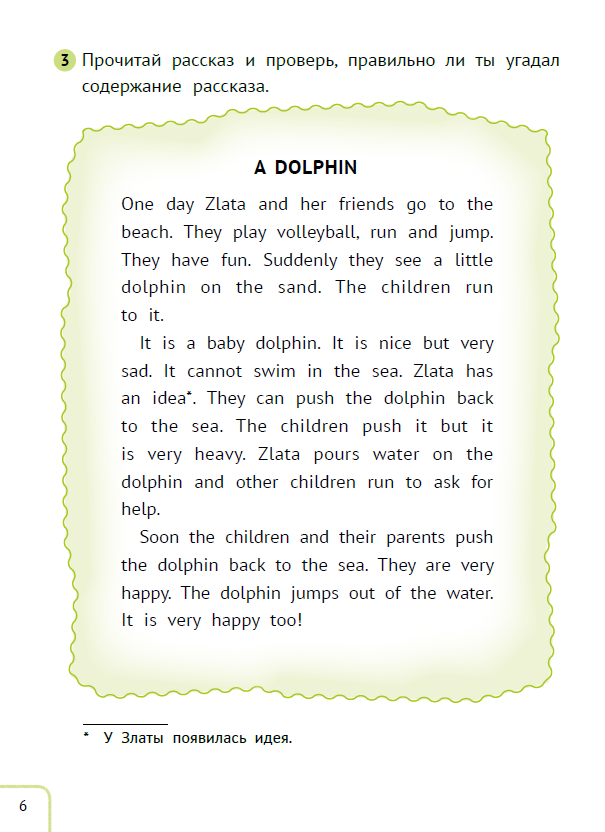 3 Прочитай рассказ и проверь, правильно ли ты угадал
содержание рассказа.
A DOLPHIN
One day Zlata and her friends go to the
beach. They play volleyball, run and jump.
They have fun. Suddenly they see a little
dolphin on the sand. The children run
to it.
It is a baby dolphin. It is nice but very
sad. It cannot swim in the sea. Zlata has
an idea*. They can push the dolphin back
to the sea. The children push it but it
is very heavy. Zlata pours water on the
dolphin and other children run to ask for
help.
Soon the children and their parents push
the dolphin back to the sea. They are very
happy. The dolphin jumps out of the water.
It is very happy too!
* У Златы появилась идея.
6